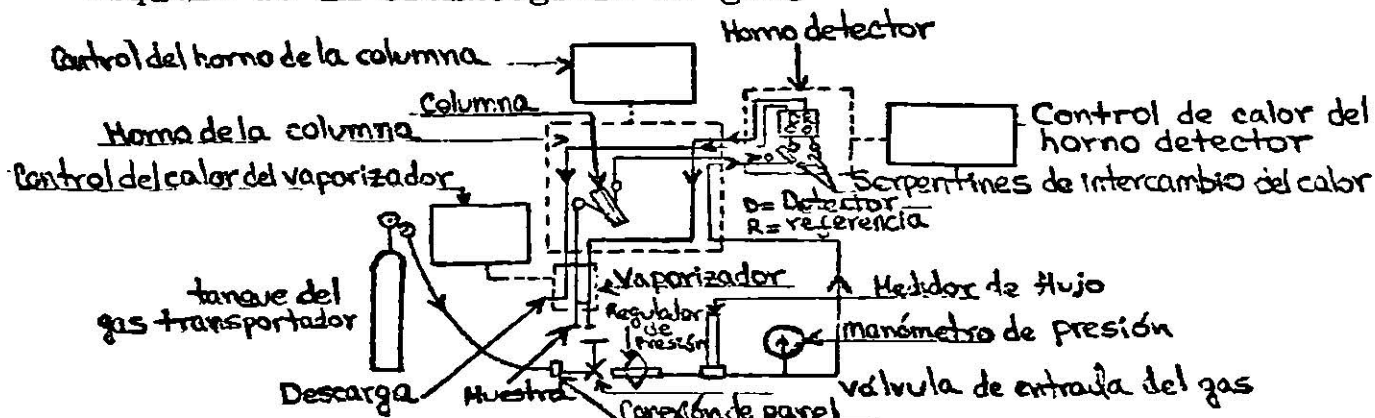 Control del horno de la columna
Horno detector
Columna
Horno de la columna
Control de calor del
horno detector
Control del calor del vaporizador
Serpentines de intercambio del calor
D= Detector
R= referencia
Vaporizador
tanque del
gas transportador
Regulator
de
Presión
Medidor de flujo
manómetro de presión
Descarga
Muestra
válvula de entrada del gas
Conexión de panel